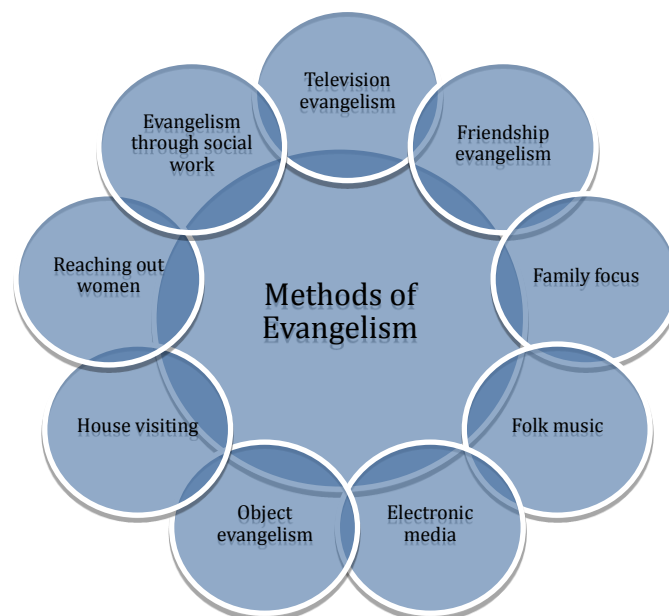 Television
evangelism
Friendship
evangelism
Family focus
Folk music
Electronic
media
Object
evangelism
House visiting
Reaching out
women
Evangelism
through social
work
Methods of
Evangelism